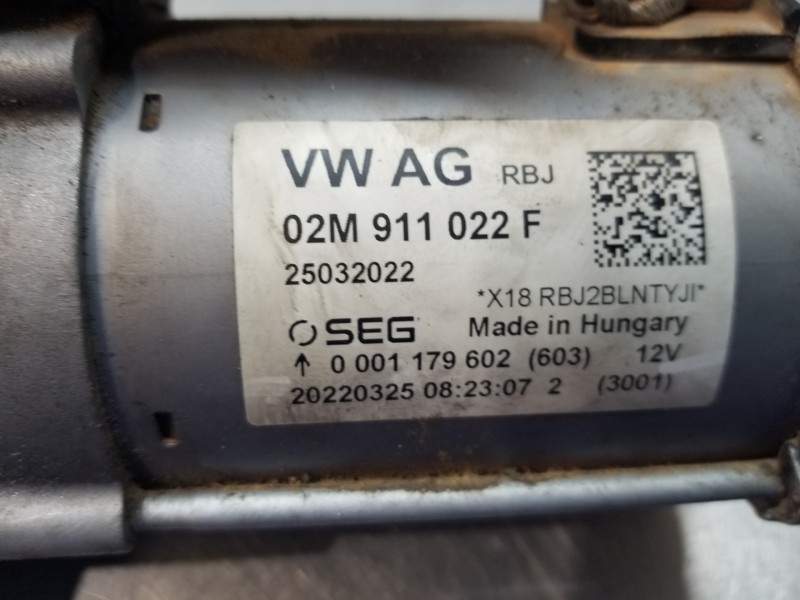 VW AG RBJ
02M 911 022 F
25032022
*X18 RBJ2BLNTYJI*
SEG Made in Hungary
↑ 0 001 179 602 (603) 12V
20220325 08:23:07 2 (3001)